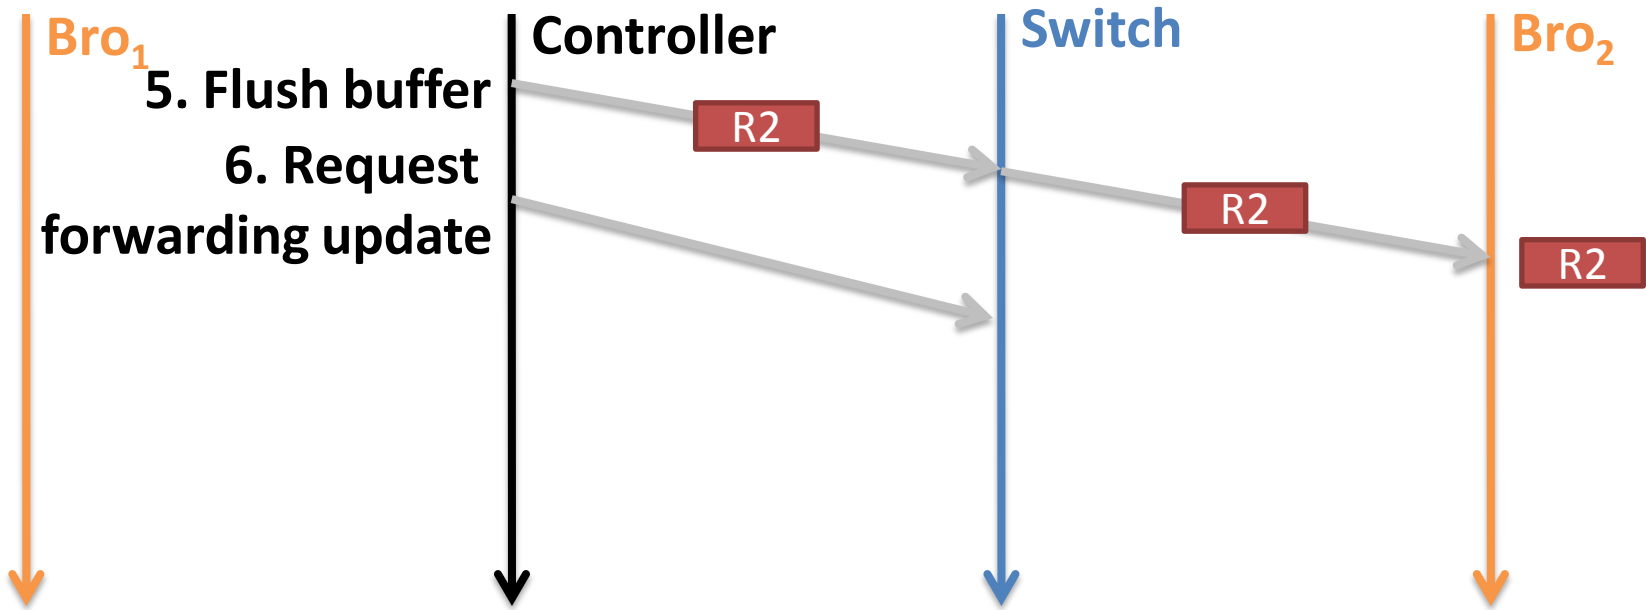 Bro1
Controller
Switch
Bro2
5. Flush buffer
R2
6. Request
forwarding update
R2
R2